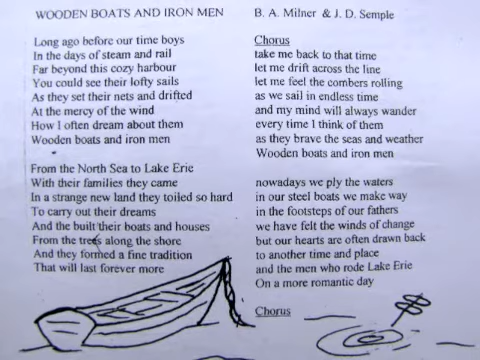 WOODEN BOATS AND IRON MEN
B. A. Milner & J. D. Semple
Long ago before our time boys
In the days of steam and rail
Far beyond this cozy harbour
You could see their lofty sails
As they set their nets and drifted
At the mercy of the wind
How I often dream about them
Wooden boats and iron men
From the North Sea to Lake Erie
With their families they came
In a strange new land they toiled so hard
To carry out their dreams
And the built their boats and houses
From the trees along the shore
And they formed a fine tradition
That will last forever more
Chorus
take me back to that time
let me drift across the line
let me feel the combers rolling
as we sail in endless time
and my mind will always wander
every time I think of them
as they brave the seas and weather
Wooden boats and iron men
nowadays we ply the waters
in our steel boats we make way
in the footsteps of our fathers
we have felt the winds of change
but our hearts are often drawn back
to another time and place
and the men who rode Lake Erie
On a more romantic day
Chorus